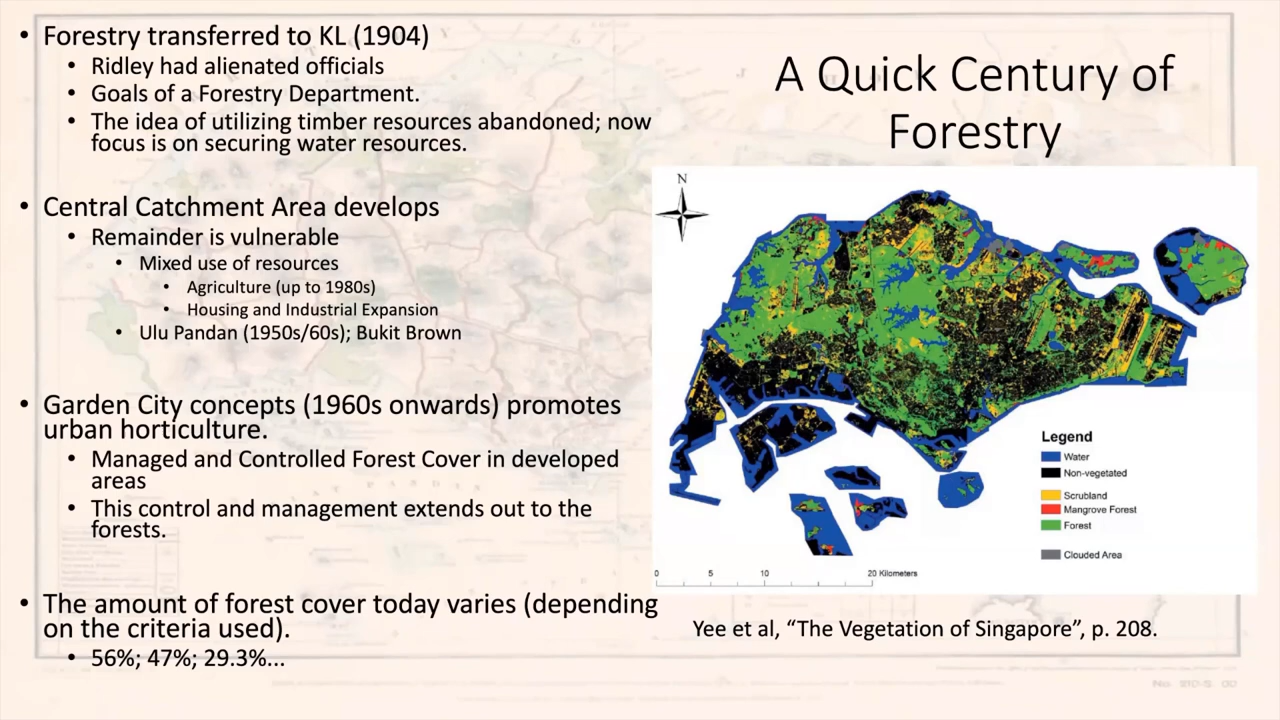 • Forestry transferred to KL (1904)
• Ridley had alienated officials
• Goals of a Forestry Department.
• The idea of utilizing timber resources abandoned; now
focus is on securing water resources.
• Central Catchment Area develops
• Remainder is vulnerable
• Mixed use of resources
• Agriculture (up to 1980s)
• Housing and Industrial Expansion
• Ulu Pandan (1950s/60s); Bukit Brown
• Garden City concepts (1960s onwards) promotes
urban horticulture.
• Managed and Controlled Forest Cover in developed
areas
• This control and management extends out to the
forests.
• The amount of forest cover today varies (depending
on the criteria used).
• 56%; 47%; 29.3%...
A Quick Century of
Forestry
N
Legend
Water
Non-vegetated
Scrubland
Mangrove Forest
Forest
Clouded Area
0 5 10 20 Kilometers
Yee et al, “The Vegetation of Singapore”, p. 208.